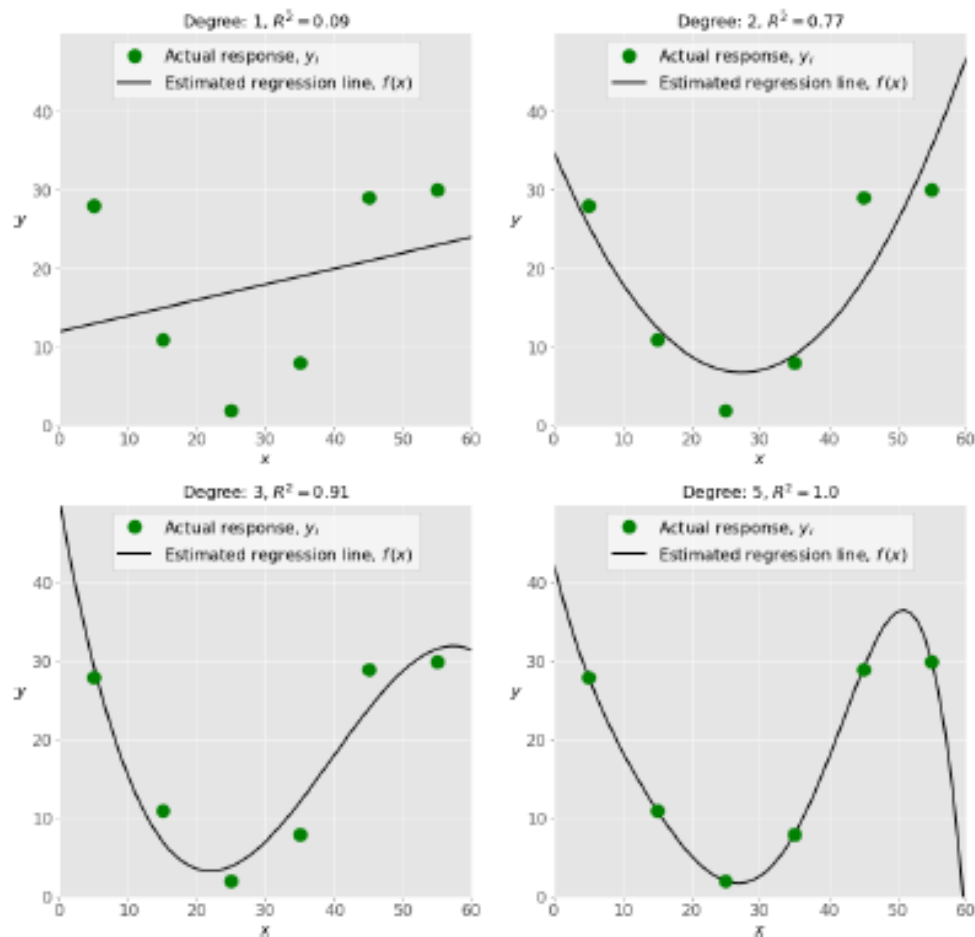 Degree: 1, R² = 0.09
Actual response, yᵢ
Estimated regression line, f(x)
40
30
y
20
10
0
0 10 20 30 40 50 60
x
Degree: 2, R² = 0.77
Actual response, yᵢ
Estimated regression line, f(x)
40
30
y
20
10
0
0 10 20 30 40 50 60
x
Degree: 3, R² = 0.91
Actual response, yᵢ
Estimated regression line, f(x)
40
30
y
20
10
0
0 10 20 30 40 50 60
x
Degree: 5, R² = 1.0
Actual response, yᵢ
Estimated regression line, f(x)
40
30
y
20
10
0
0 10 20 30 40 50 60
x